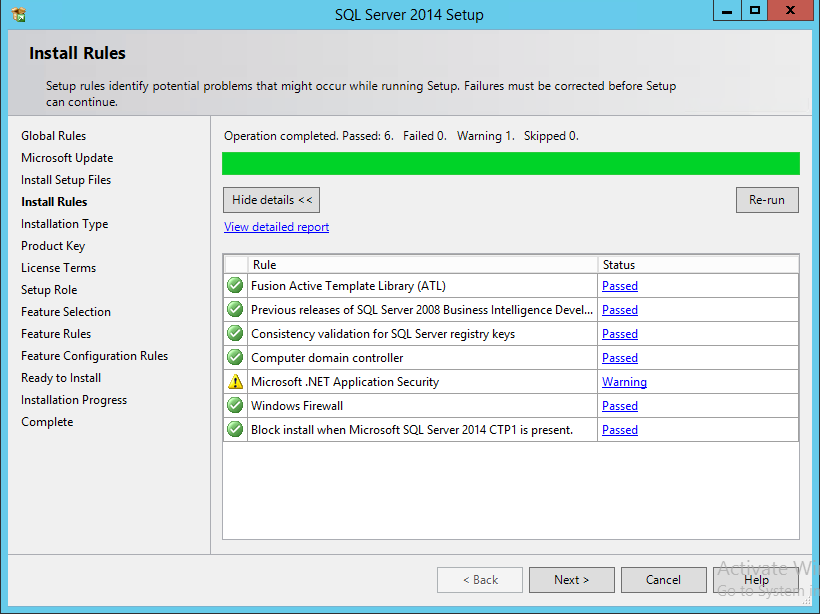 SQL Server 2014 Setup
Install Rules
Setup rules identify potential problems that might occur while running Setup. Failures must be corrected before Setup
can continue.
Global Rules
Microsoft Update
Install Setup Files
Install Rules
Installation Type
Product Key
License Terms
Setup Role
Feature Selection
Feature Rules
Feature Configuration Rules
Ready to Install
Installation Progress
Complete
Operation completed. Passed: 6. Failed 0. Warning 1. Skipped 0.
Hide details <<
Re-run
View detailed report
Rule Status
Fusion Active Template Library (ATL) Passed
Previous releases of SQL Server 2008 Business Intelligence Devel... Passed
Consistency validation for SQL Server registry keys Passed
Computer domain controller Passed
Microsoft .NET Application Security Warning
Windows Firewall Passed
Block install when Microsoft SQL Server 2014 CTP1 is present. Passed
< Back Next > Cancel Help
Activate W
Go to System i